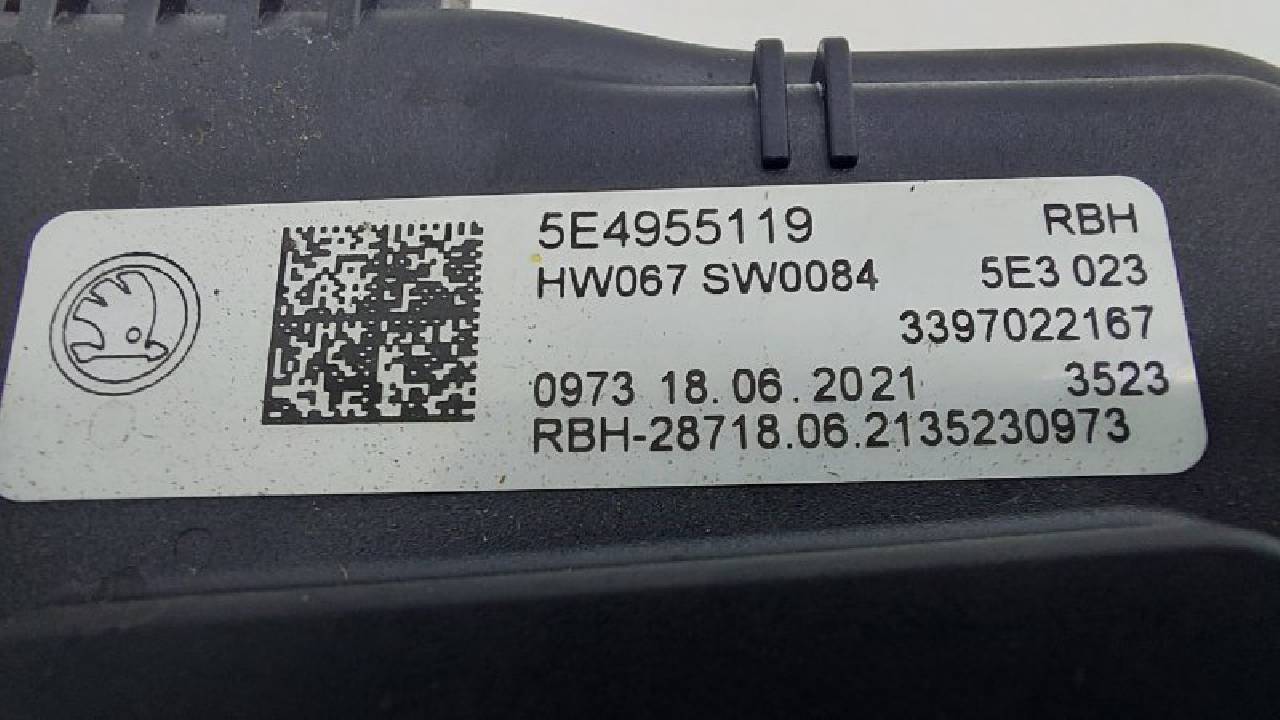 5E4955119 RBH
HW067 SW0084 5E3 023
3397022167
0973 18.06.2021 3523
RBH-28718.06.2135230973